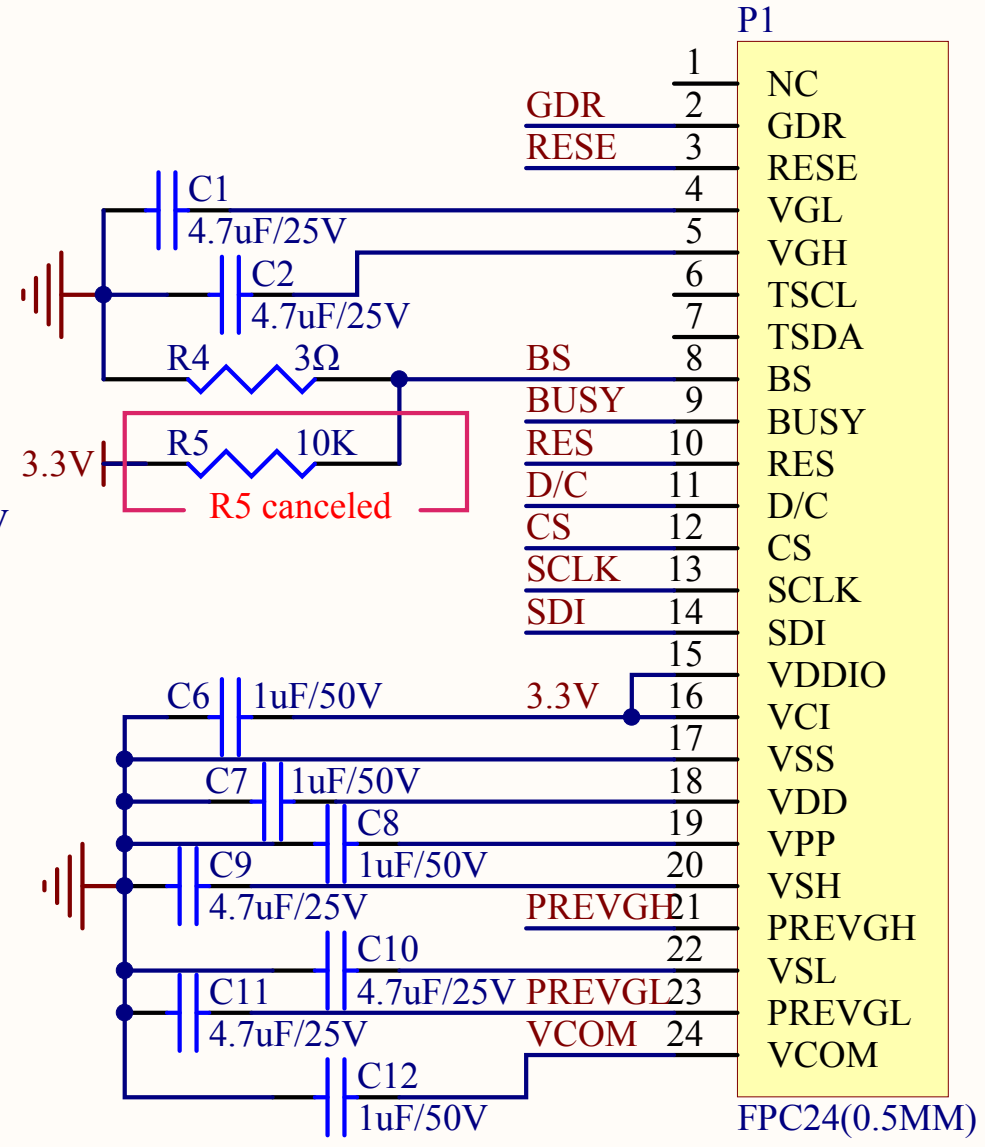 P1
1 NC
GDR 2 GDR
RESE 3 RESE
C1 4 VGL
4.7uF/25V 5 VGH
C2 6 TSCL
4.7uF/25V 7 TSDA
R4 3Ω BS 8 BS
BUSY 9 BUSY
3.3V R5 10K RES 10 RES
R5 canceled D/C 11 D/C
CS 12 CS
SCLK 13 SCLK
SDI 14 SDI
15 VDDIO
C6 1uF/50V 3.3V 16 VCI
17 VSS
C7 1uF/50V 18 VDD
C8 19 VPP
C9 1uF/50V 20 VSH
4.7uF/25V PREVGH 21 PREVGH
C10 22 VSL
C11 4.7uF/25V PREVGL 23 PREVGL
4.7uF/25V VCOM 24 VCOM
C12
1uF/50V FPC24(0.5MM)